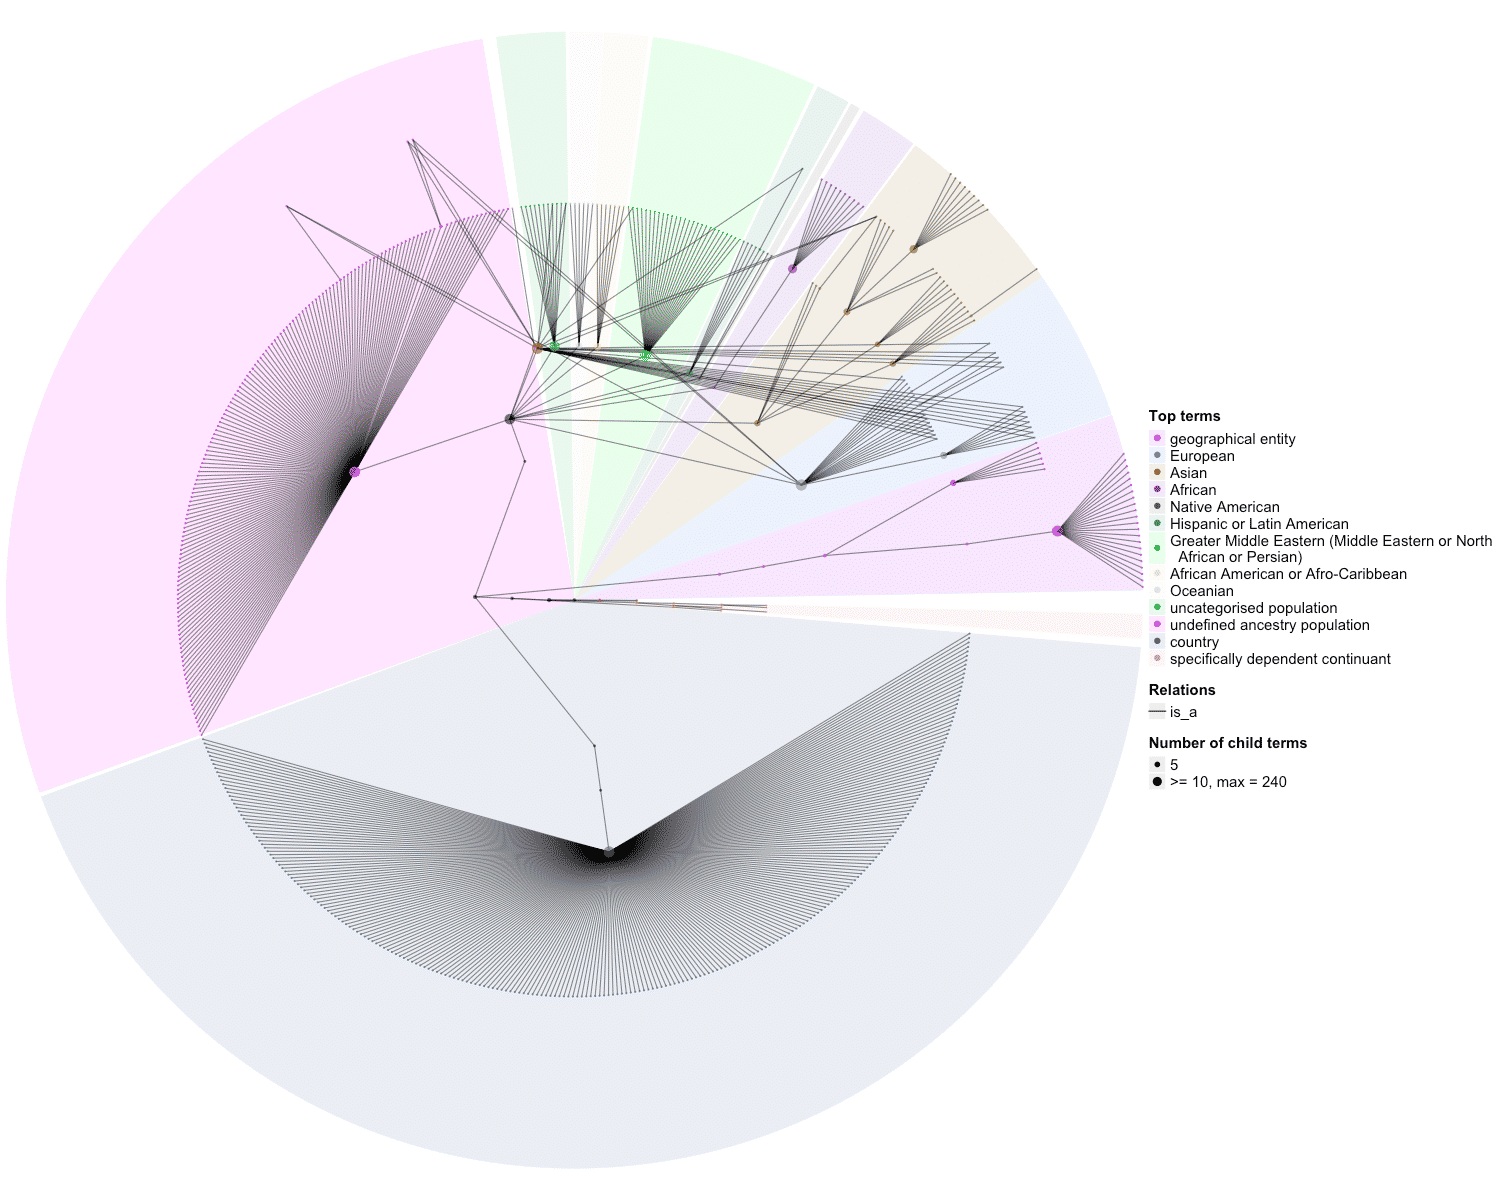 Top terms
geographical entity
European
Asian
African
Native American
Hispanic or Latin American
Greater Middle Eastern (Middle Eastern or North
African or Persian)
African American or Afro-Caribbean
Oceanian
uncategorised population
undefined ancestry population
country
specifically dependent continuant
Relations
is_a
Number of child terms
5
>= 10, max = 240